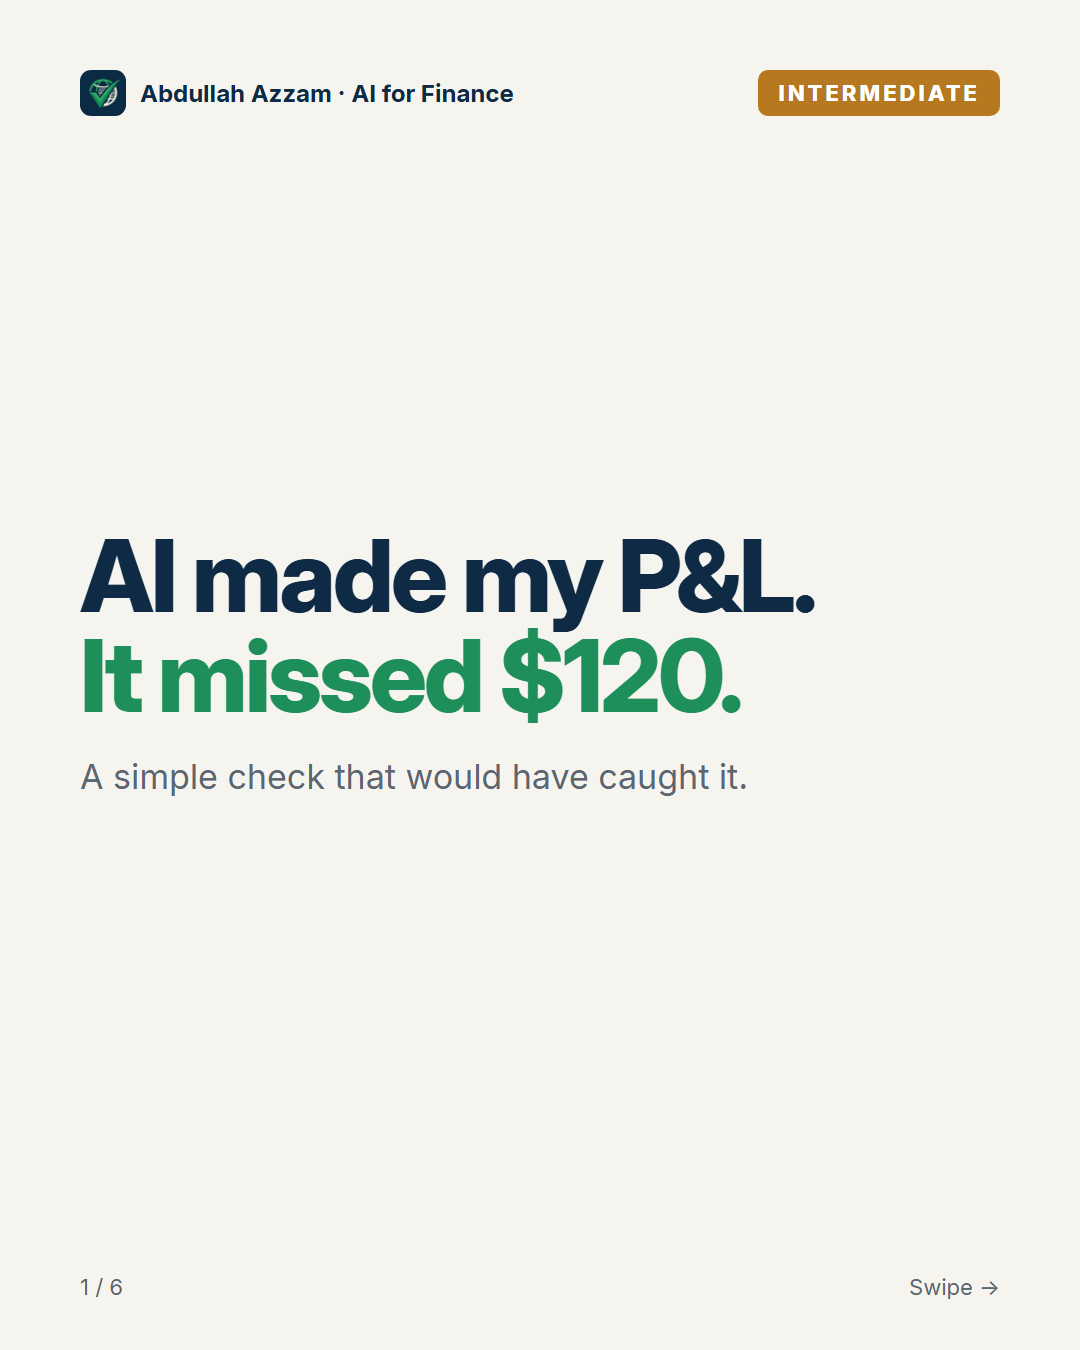 Abdullah Azzam · AI for Finance
INTERMEDIATE
AI made my P&L.
It missed $120.
A simple check that would have caught it.
1 / 6
Swipe →